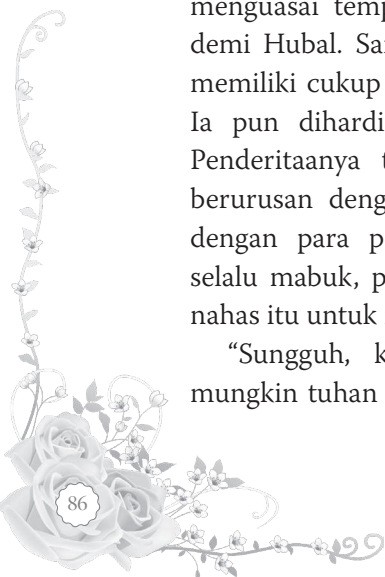 menguasai temp
demi Hubal. Sa
memiliki cukup
Ia pun dihardi
Penderitaanya t
berurusan deng
dengan para p
selalu mabuk, p
nahas itu untuk
“Sungguh, k
mungkin tuhan
86